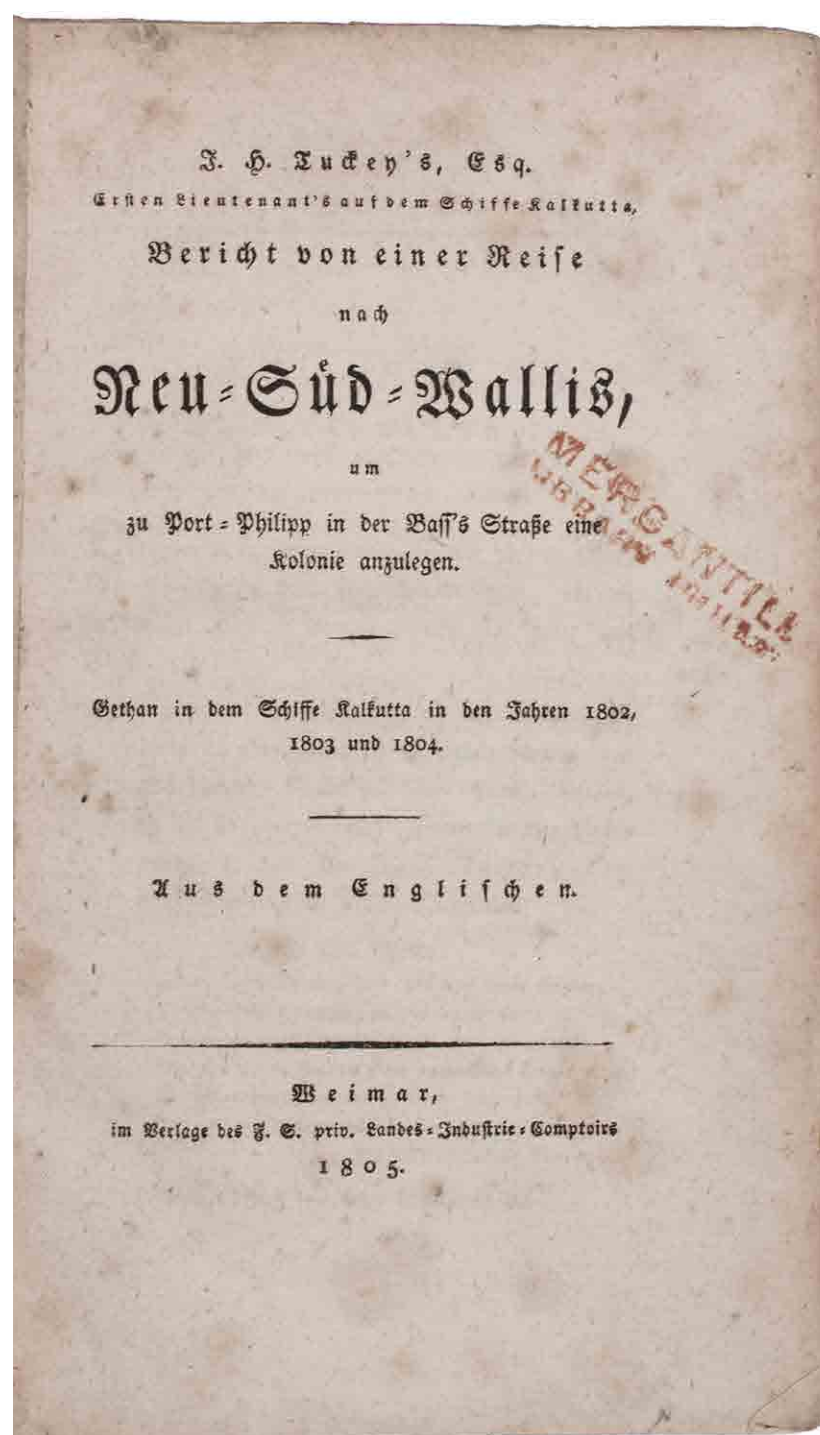 J. H. Tuckey's, Esq.
Ersten Lieutenant's auf dem Schiffe Kalkutta,
Bericht von einer Reise
nach
Neu-Süd-Wallis,
um
zu Port-Philipp in der Bass's Straße eine
Kolonie anzulegen.
Gethan in dem Schiffe Kalkutta in den Jahren 1802,
1803 und 1804.
Aus dem Englischen.
Weimar,
im Verlage des F. S. priv. Landes-Industrie-Comptoirs
1805.
MERCANTILE
LIBRARY